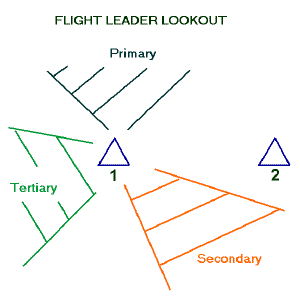 FLIGHT LEADER LOOKOUT
Primary
1
2
Tertiary
Secondary